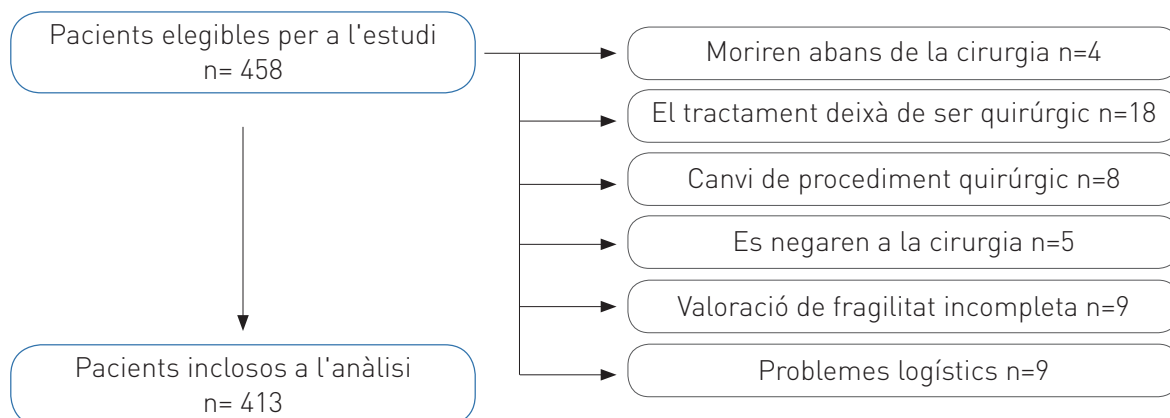 Pacients elegibles per a l'estudi
n= 458
Moriren abans de la cirurgia n=4
El tractament deixà de ser quirúrgic n=18
Canvi de procediment quirúrgic n=8
Es negaren a la cirurgia n=5
Valoració de fragilitat incompleta n=9
Problemes logístics n=9
Pacients inclosos a l'anàlisi
n= 413